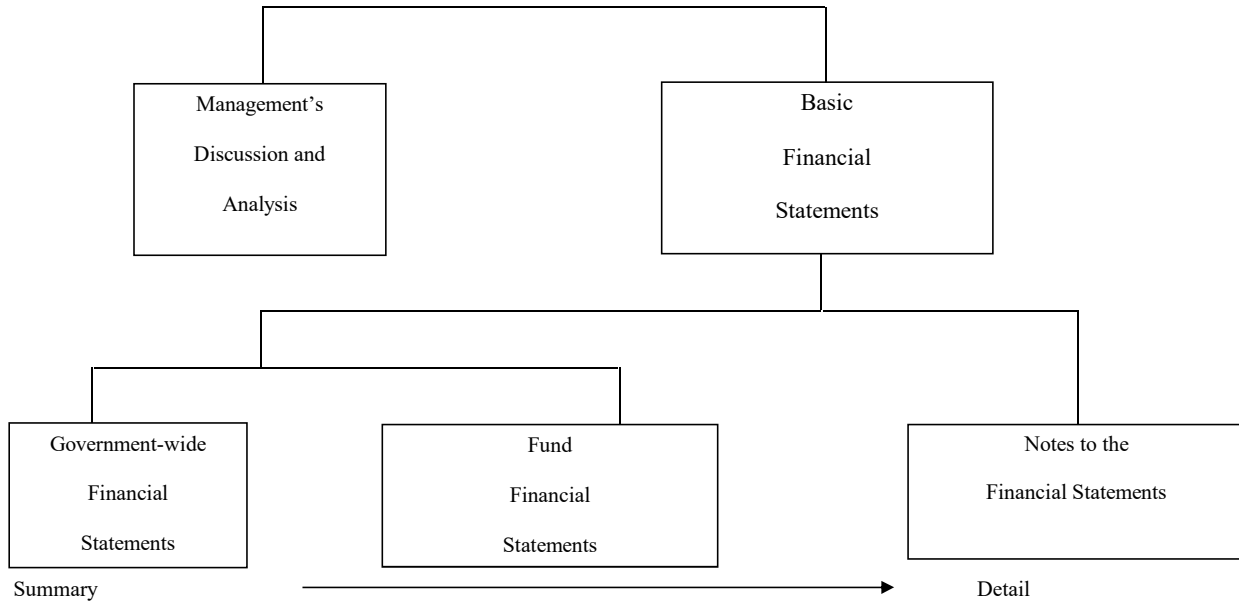 Management’s
Discussion and
Analysis
Basic
Financial
Statements
Government-wide
Financial
Statements
Fund
Financial
Statements
Notes to the
Financial Statements
Summary
Detail